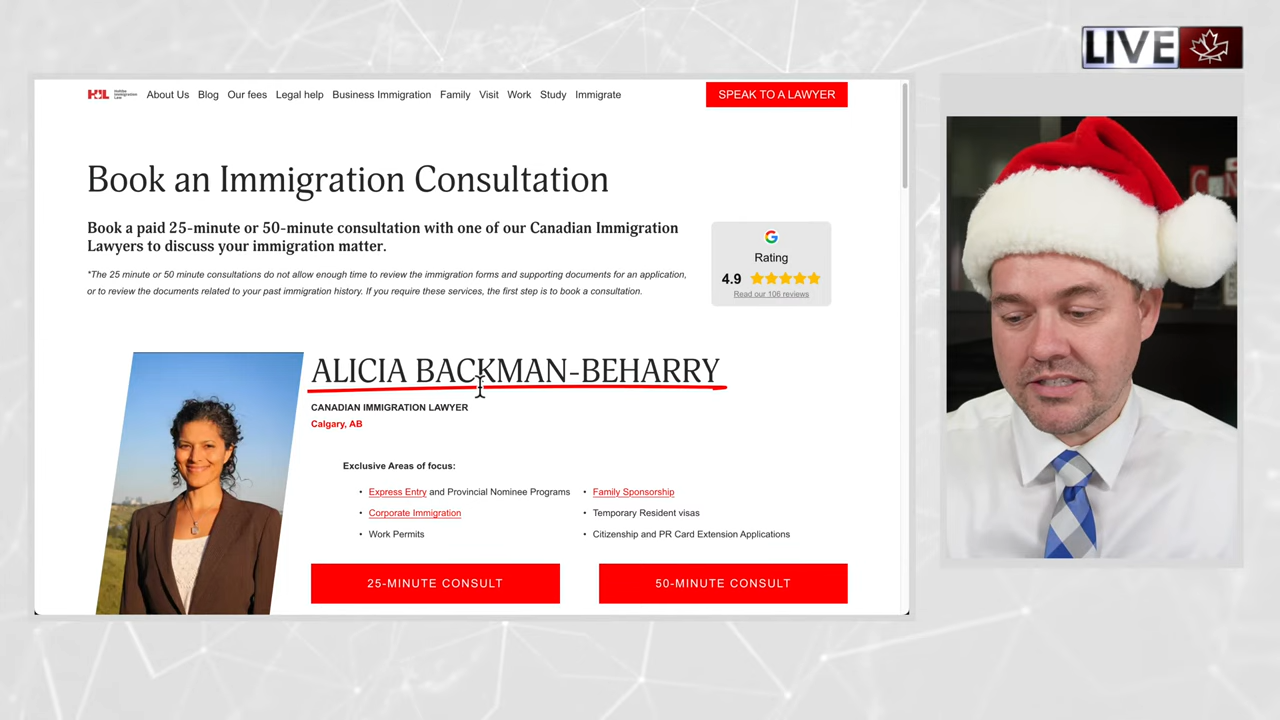 LIVE
HIL Holthe Immigration Law
About Us Blog Our fees Legal help Business Immigration Family Visit Work Study Immigrate
SPEAK TO A LAWYER
Book an Immigration Consultation
Book a paid 25-minute or 50-minute consultation with one of our Canadian Immigration
Lawyers to discuss your immigration matter.
*The 25 minute or 50 minute consultations do not allow enough time to review the immigration forms and supporting documents for an application,
or to review the documents related to your past immigration history. If you require these services, the first step is to book a consultation.
Rating
4.9
Read our 106 reviews
ALICIA BACKMAN-BEHARRY
CANADIAN IMMIGRATION LAWYER
Calgary, AB
Exclusive Areas of focus:
• Express Entry and Provincial Nominee Programs • Family Sponsorship
• Corporate Immigration • Temporary Resident visas
• Work Permits • Citizenship and PR Card Extension Applications
25-MINUTE CONSULT 50-MINUTE CONSULT